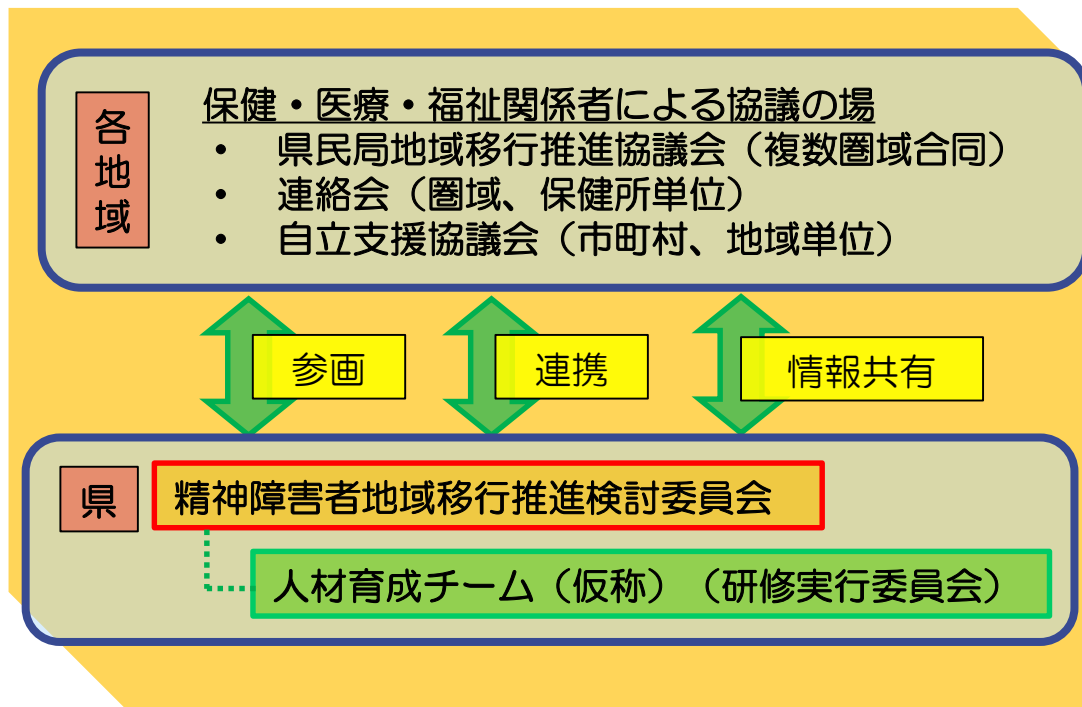 各地域
保健・医療・福祉関係者による協議の場
• 県民局地域移行推進協議会（複数圏域合同）
• 連絡会（圏域、保健所単位）
• 自立支援協議会（市町村、地域単位）
参画
連携
情報共有
県
精神障害者地域移行推進検討委員会
人材育成チーム（仮称）（研修実行委員会）